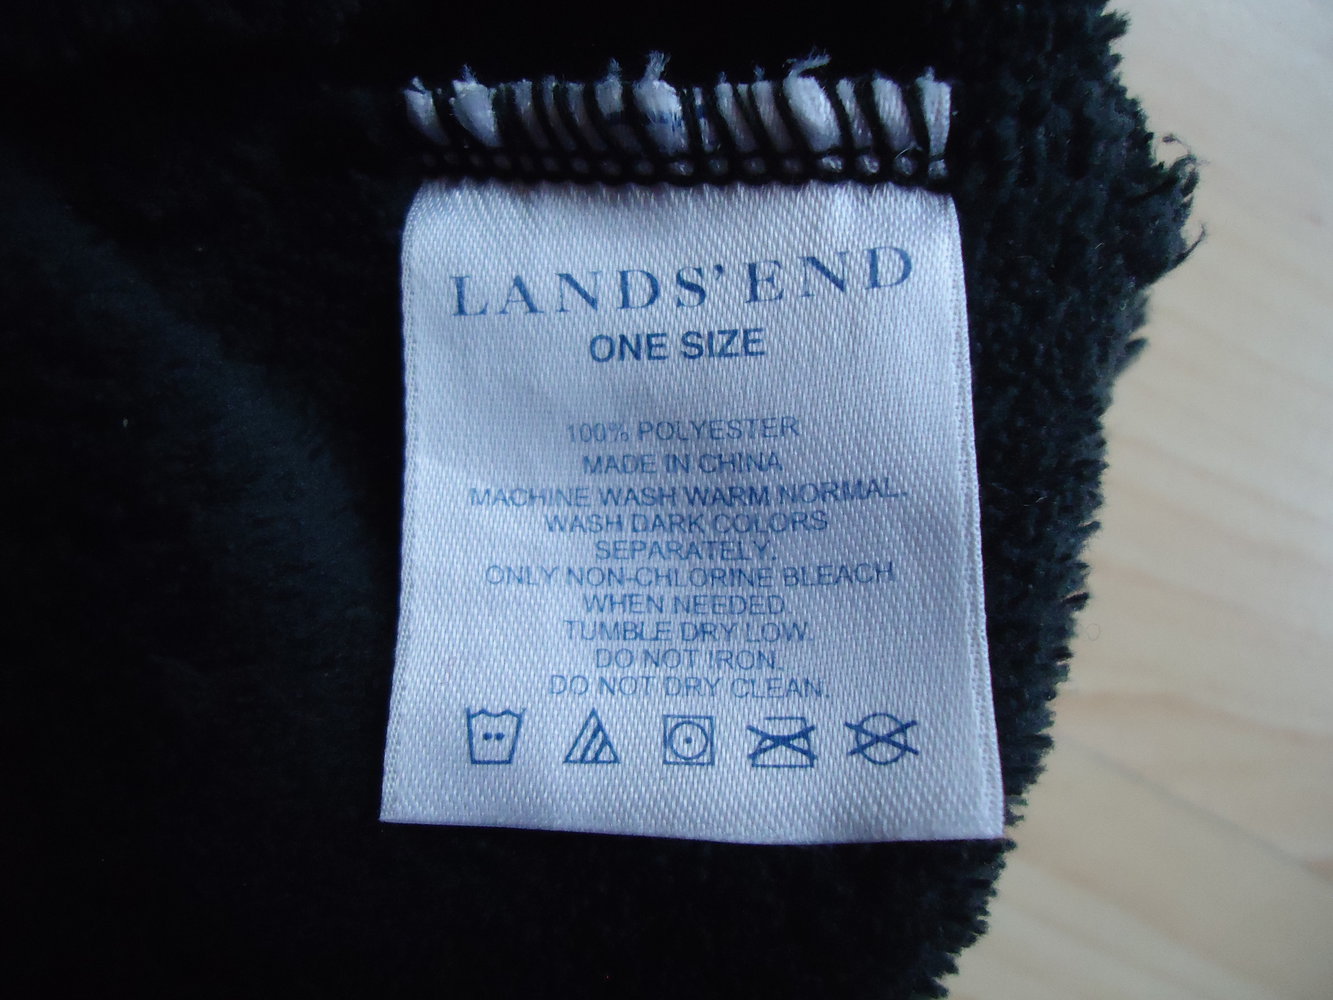 LANDS' END
ONE SIZE
100% POLYESTER
MADE IN CHINA
MACHINE WASH WARM NORMAL.
WASH DARK COLORS
SEPARATELY.
ONLY NON-CHLORINE BLEACH
WHEN NEEDED.
TUMBLE DRY LOW.
DO NOT IRON.
DO NOT DRY CLEAN.